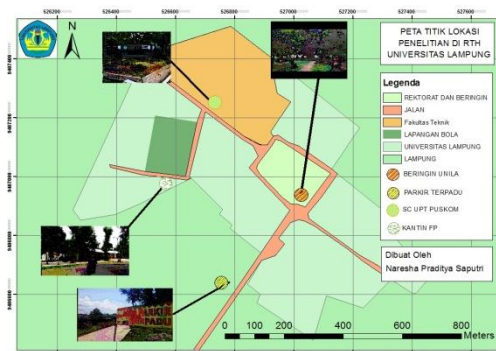 526200 526400 526600 526800 527000 527200
PETA TITIK LOKASI
PENELITIAN DI RTH
UNIVERSITAS LAMPUNG
Legenda
REKTORAT DAN BERINGIN
JALAN
Fakultas Teknik
LAPANGAN BOLA
UNIVERSITAS LAMPUNG
LAMPUNG
BERINGIN UNILA
PARKIR TERPADU
SC UPT PUSKOM
KANTIN FP
Dibuat Oleh
Naresha Praditya Saputri
N
PARKI
PADU
0 100 200 400 600 800
Meters